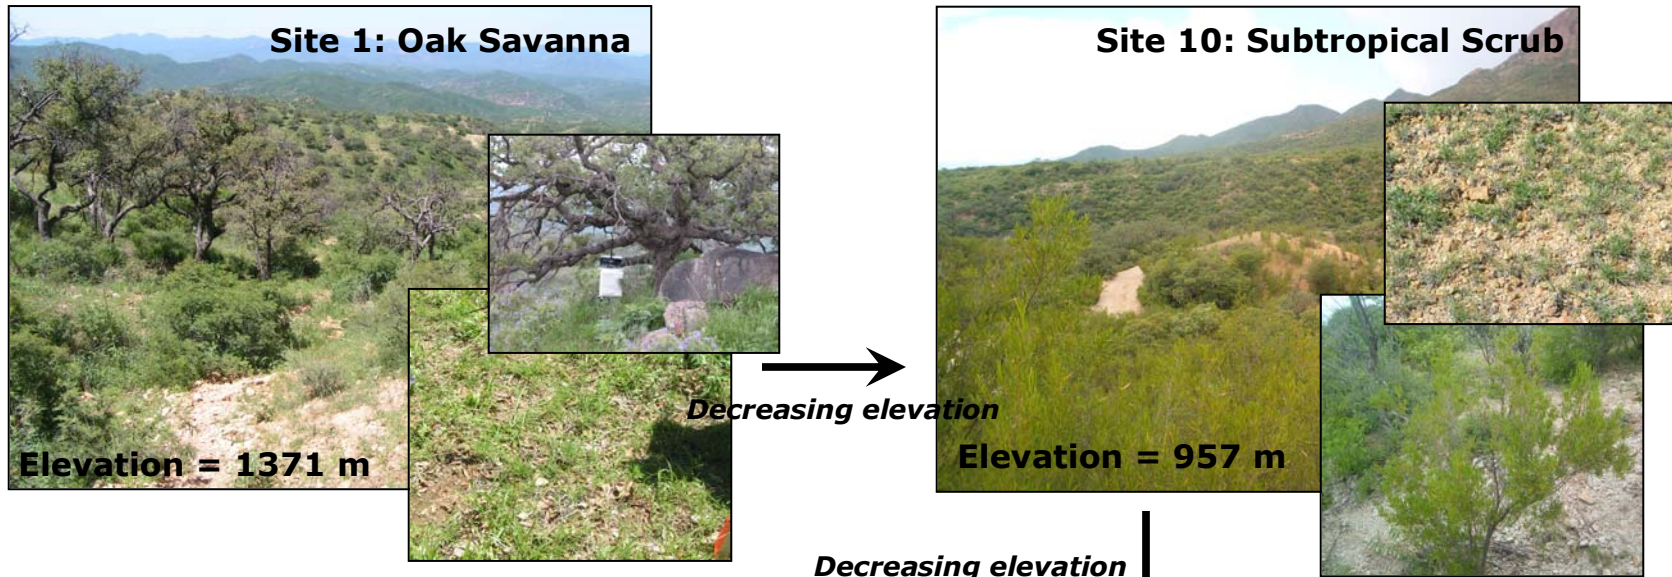 Site 1: Oak Savanna
Elevation = 1371 m
Decreasing elevation
Site 10: Subtropical Scrub
Elevation = 957 m
Decreasing elevation